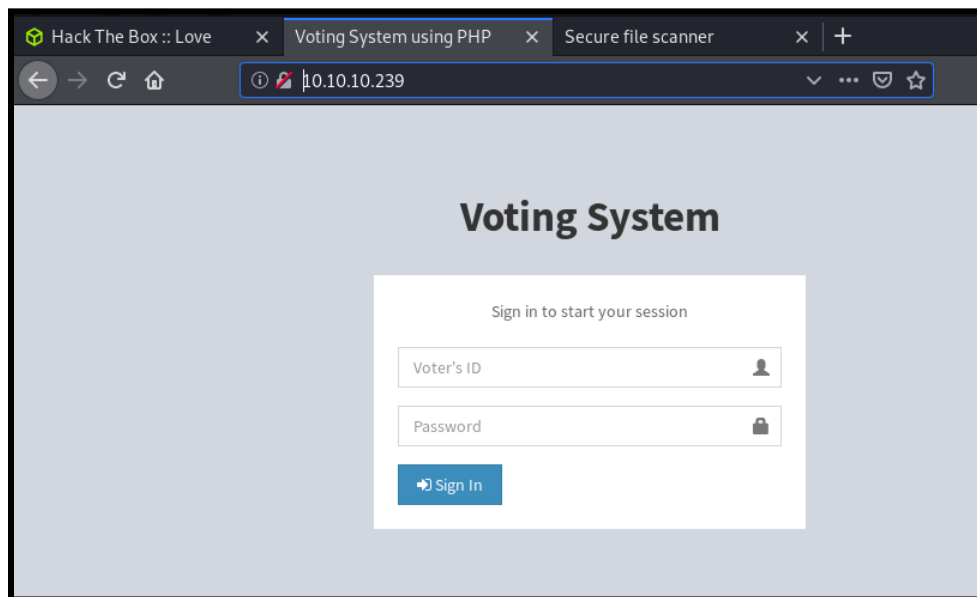 Hack The Box :: Love Voting System using PHP Secure file scanner
10.10.10.239
Voting System
Sign in to start your session
Voter's ID
Password
Sign In